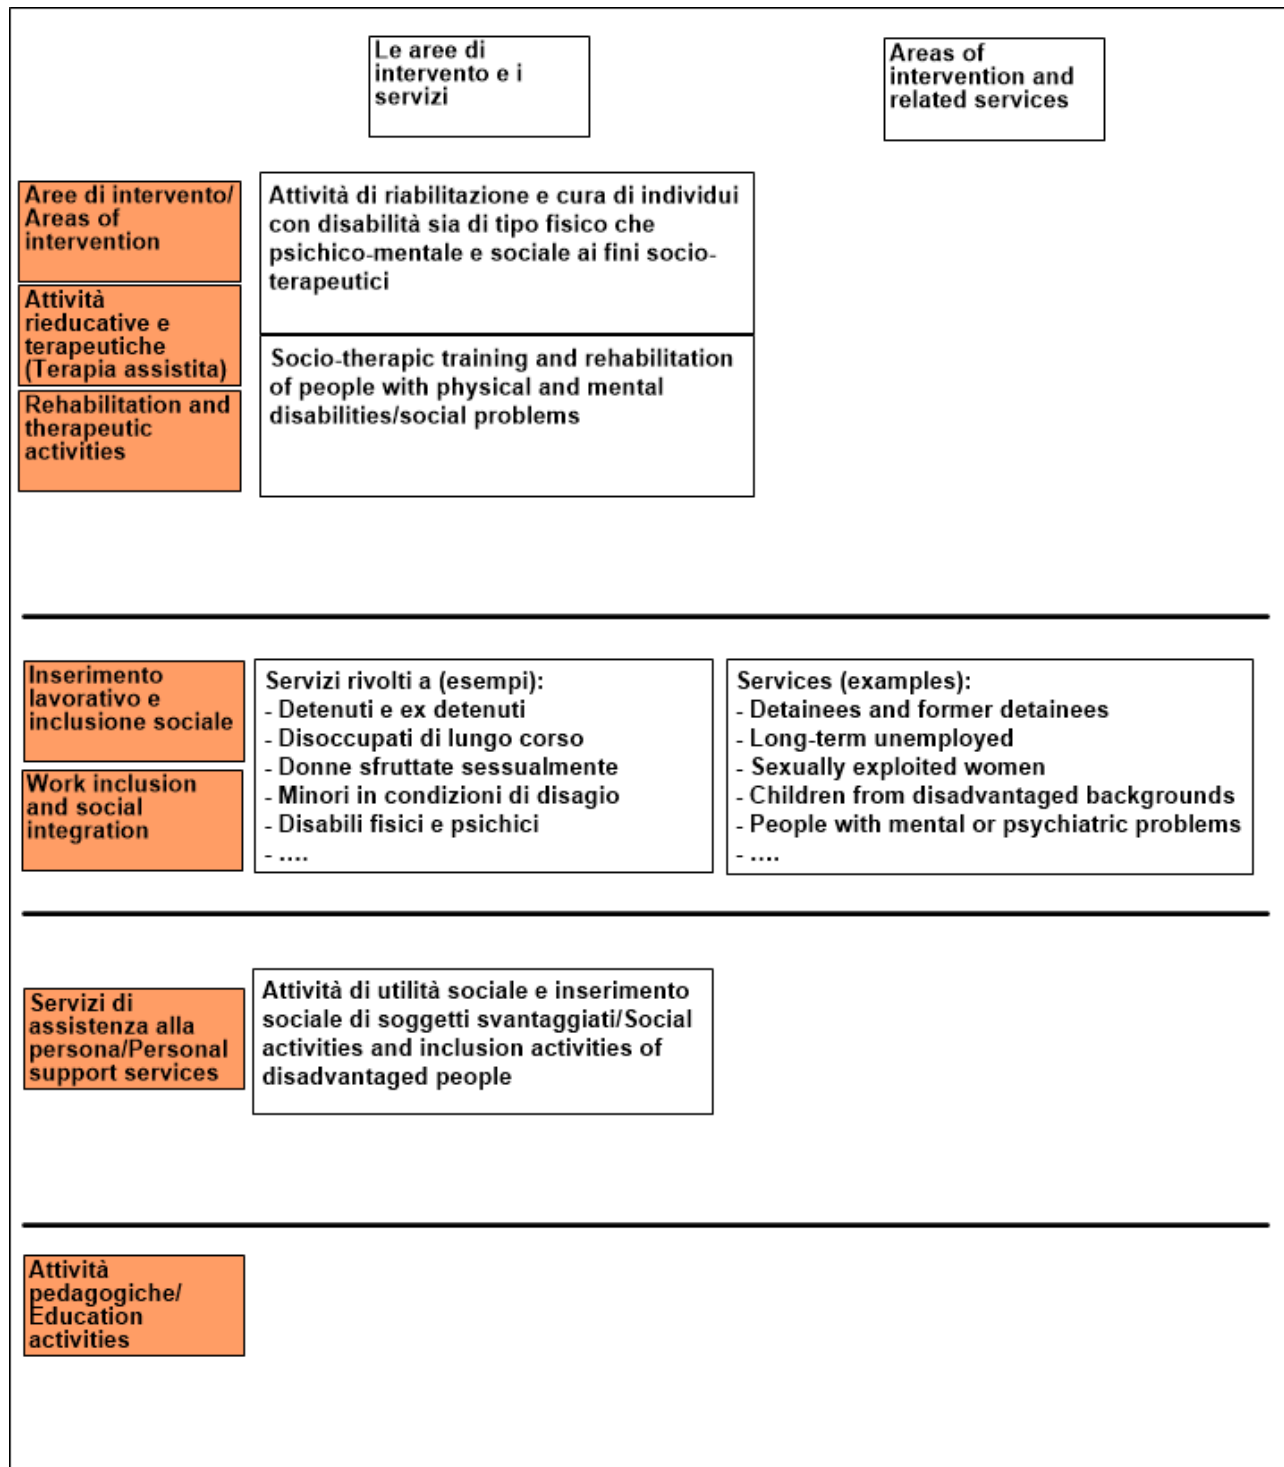 Le aree di
intervento e i
servizi
Areas of
intervention and
related services
Aree di intervento/
Areas of
intervention
Attività
rieducative e
terapeutiche
(Terapia assistita)
Rehabilitation and
therapeutic
activities
Attività di riabilitazione e cura di individui
con disabilità sia di tipo fisico che
psichico-mentale e sociale ai fini socio-
terapeutici
Socio-therapic training and rehabilitation
of people with physical and mental
disabilities/social problems
Inserimento
lavorativo e
inclusione sociale
Work inclusion
and social
integration
Servizi rivolti a (esempi):
- Detenuti e ex detenuti
- Disoccupati di lungo corso
- Donne sfruttate sessualmente
- Minori in condizioni di disagio
- Disabili fisici e psichici
- ....
Services (examples):
- Detainees and former detainees
- Long-term unemployed
- Sexually exploited women
- Children from disadvantaged backgrounds
- People with mental or psychiatric problems
- ....
Servizi di
assistenza alla
persona/Personal
support services
Attività di utilità sociale e inserimento
sociale di soggetti svantaggiati/Social
activities and inclusion activities of
disadvantaged people
Attività
pedagogiche/
Education
activities